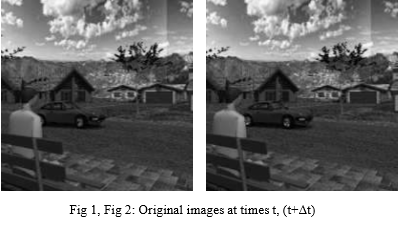 Fig 1, Fig 2: Original images at times t, (t+Δt)